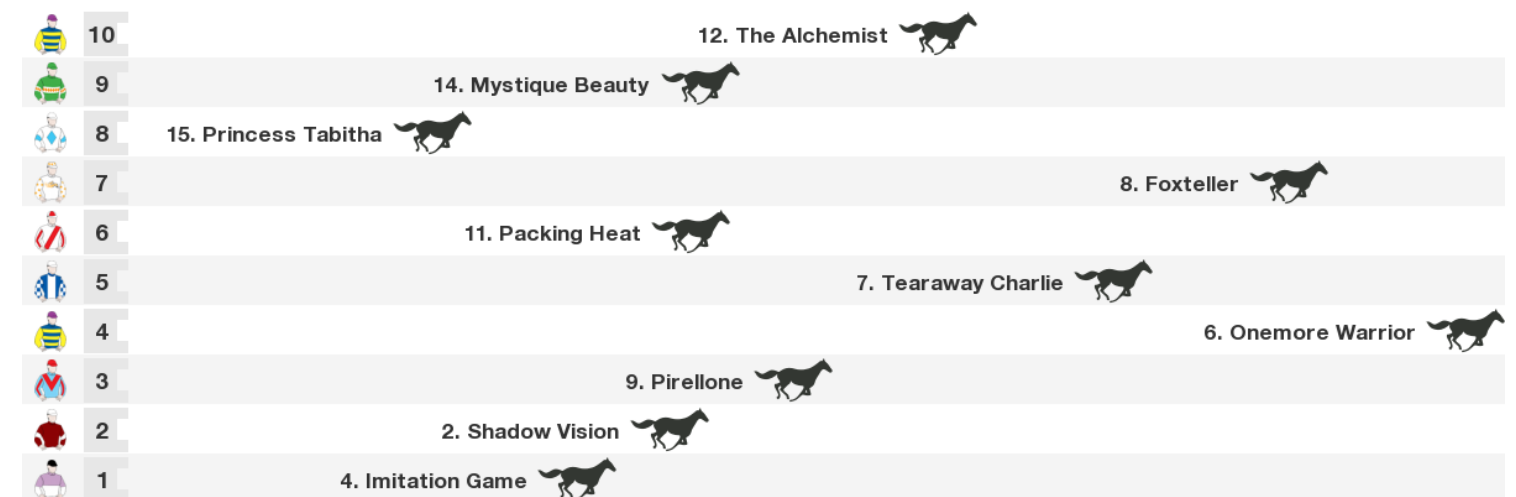 10 12. The Alchemist
9 14. Mystique Beauty
8 15. Princess Tabitha
7 8. Foxteller
6 11. Packing Heat
5 7. Tearaway Charlie
4 6. Onemore Warrior
3 9. Pirellone
2 2. Shadow Vision
1 4. Imitation Game